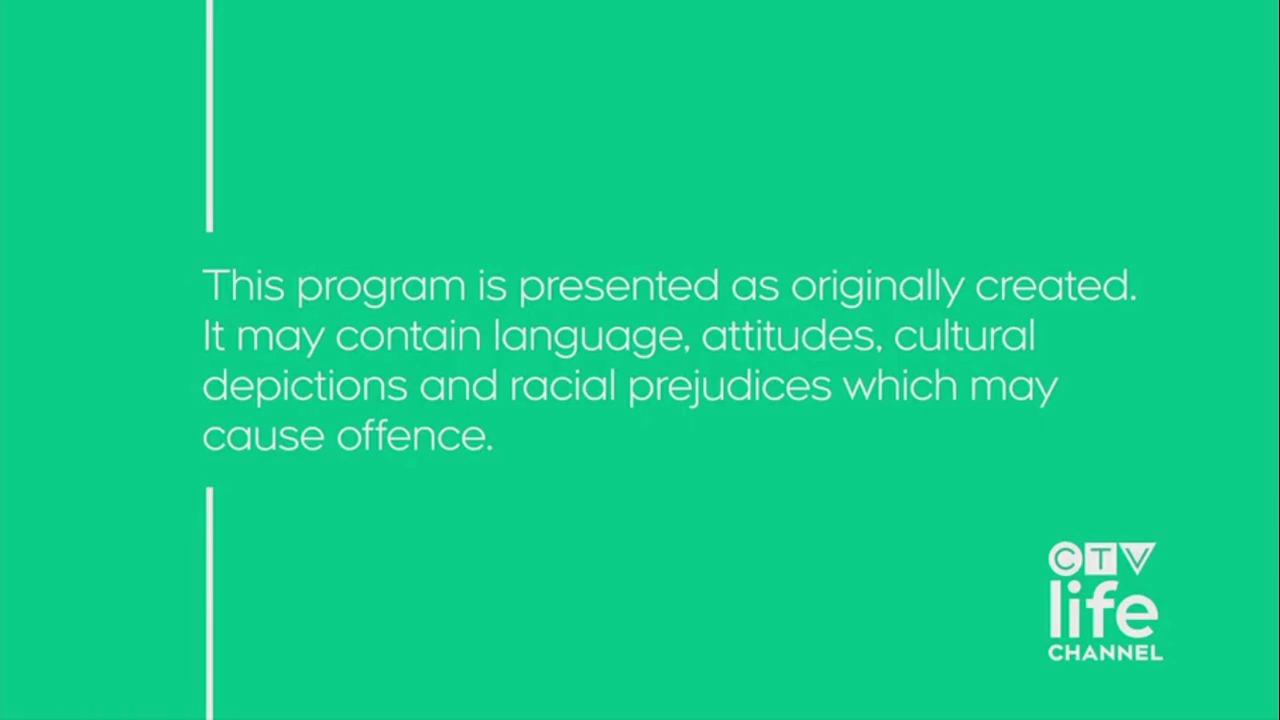 This program is presented as originally created.
It may contain language, attitudes, cultural
depictions and racial prejudices which may
cause offence.
CTV
life
CHANNEL